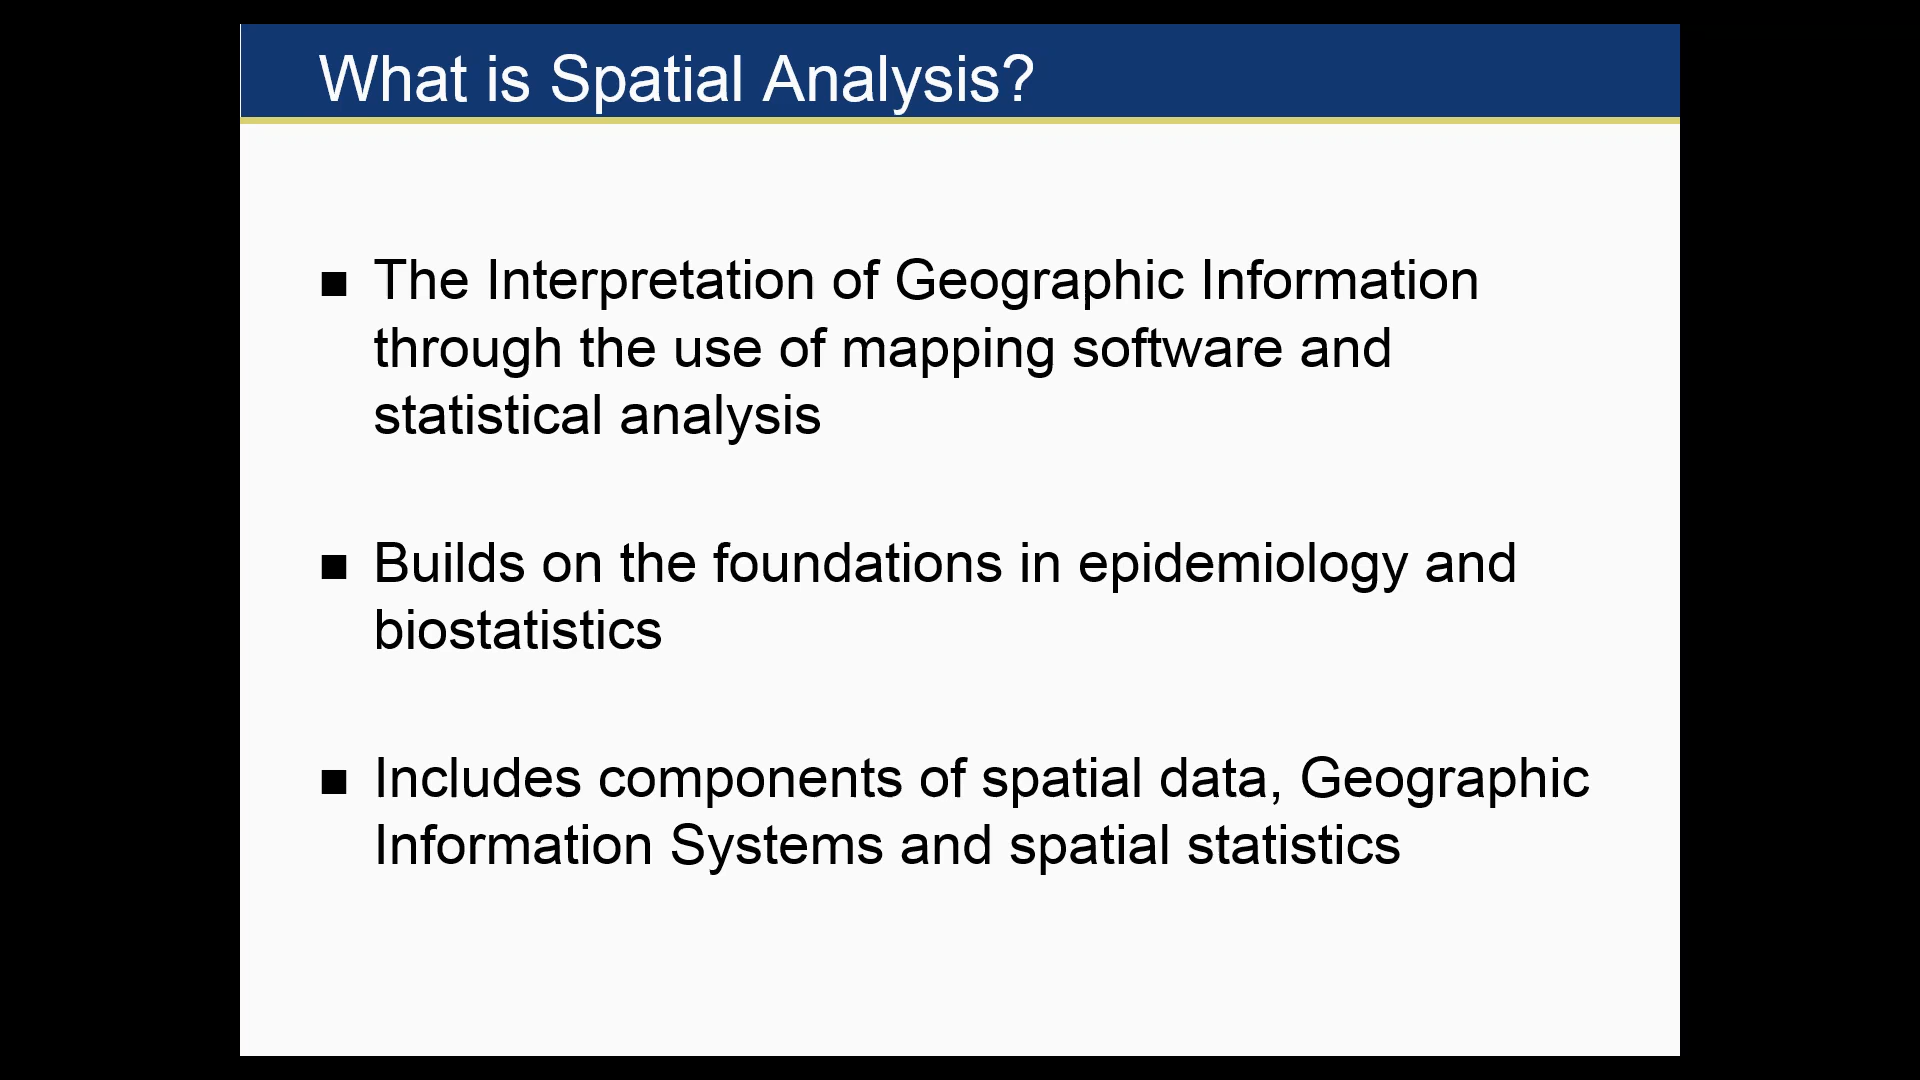 What is Spatial Analysis?
The Interpretation of Geographic Information
through the use of mapping software and
statistical analysis
Builds on the foundations in epidemiology and
biostatistics
Includes components of spatial data, Geographic
Information Systems and spatial statistics